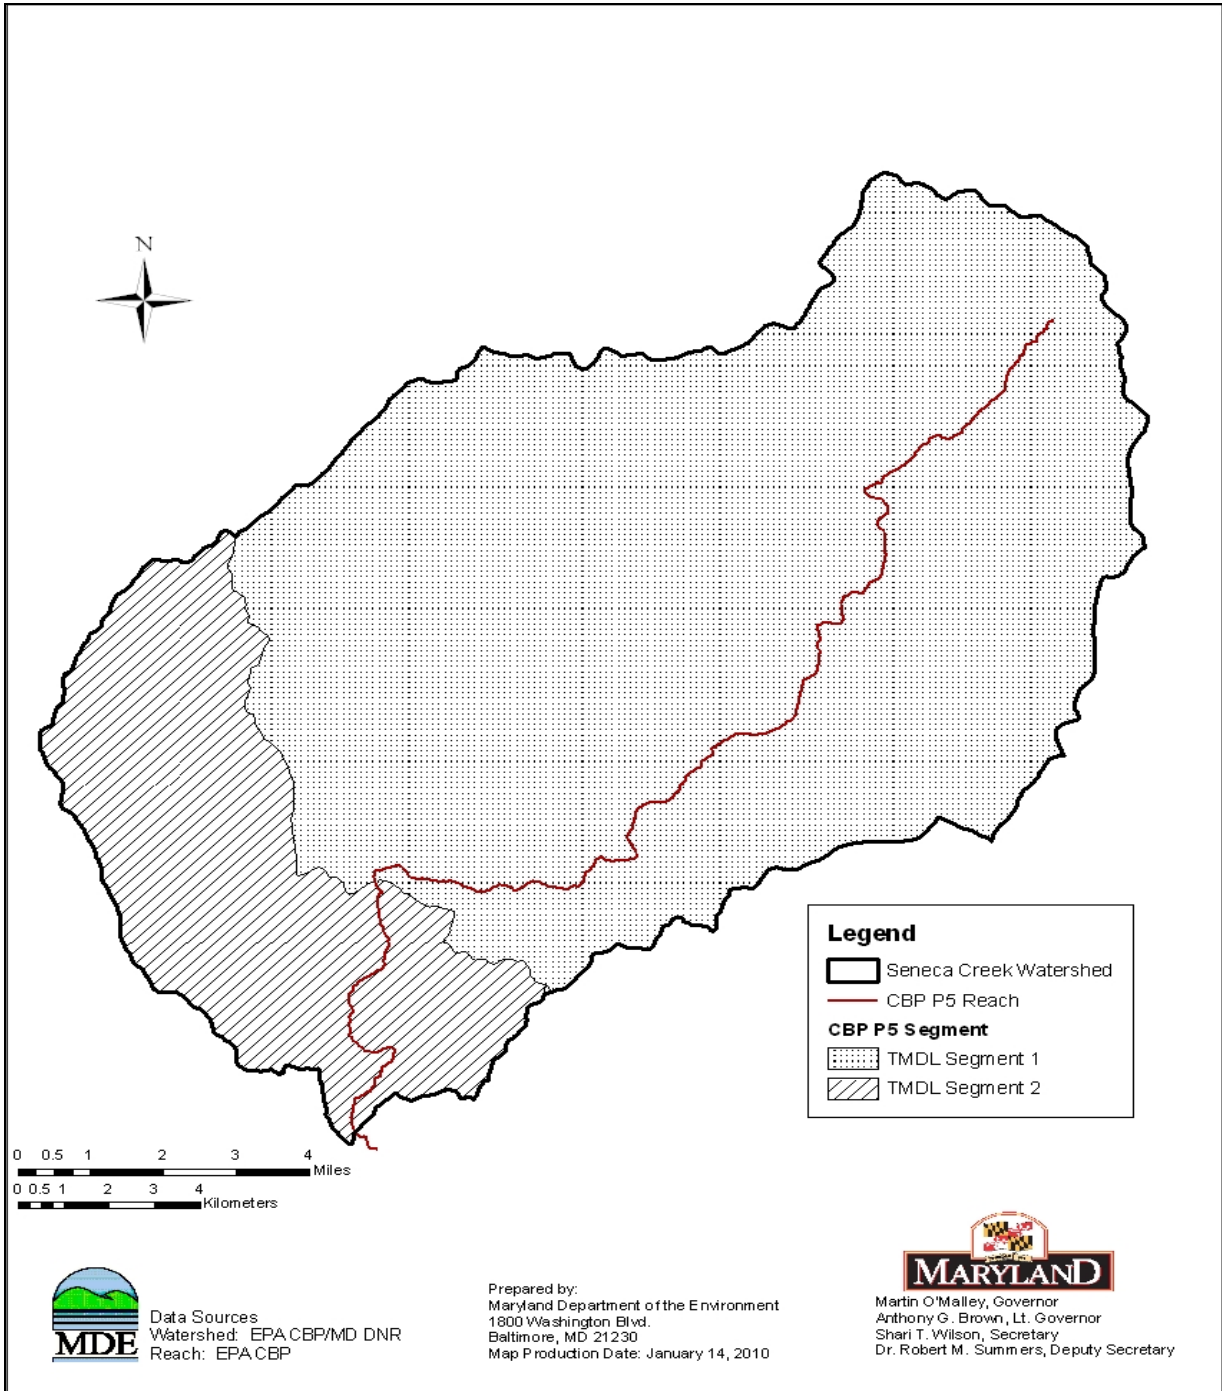 N
Legend
Seneca Creek Watershed
CBP P5 Reach
CBP P5 Segment
TMDL Segment 1
TMDL Segment 2
0 0.5 1 2 3 4
Miles
0 0.5 1 2 3 4
Kilometers
MDE
Data Sources
Watershed: EPA CBP/MD DNR
Reach: EPA CBP
Prepared by:
Maryland Department of the Environment
1800 Washington Blvd.
Baltimore, MD 21230
Map Production Date: January 14, 2010
MARYLAND
Martin O'Malley, Governor
Anthony G. Brown, Lt. Governor
Shari T. Wilson, Secretary
Dr. Robert M. Summers, Deputy Secretary